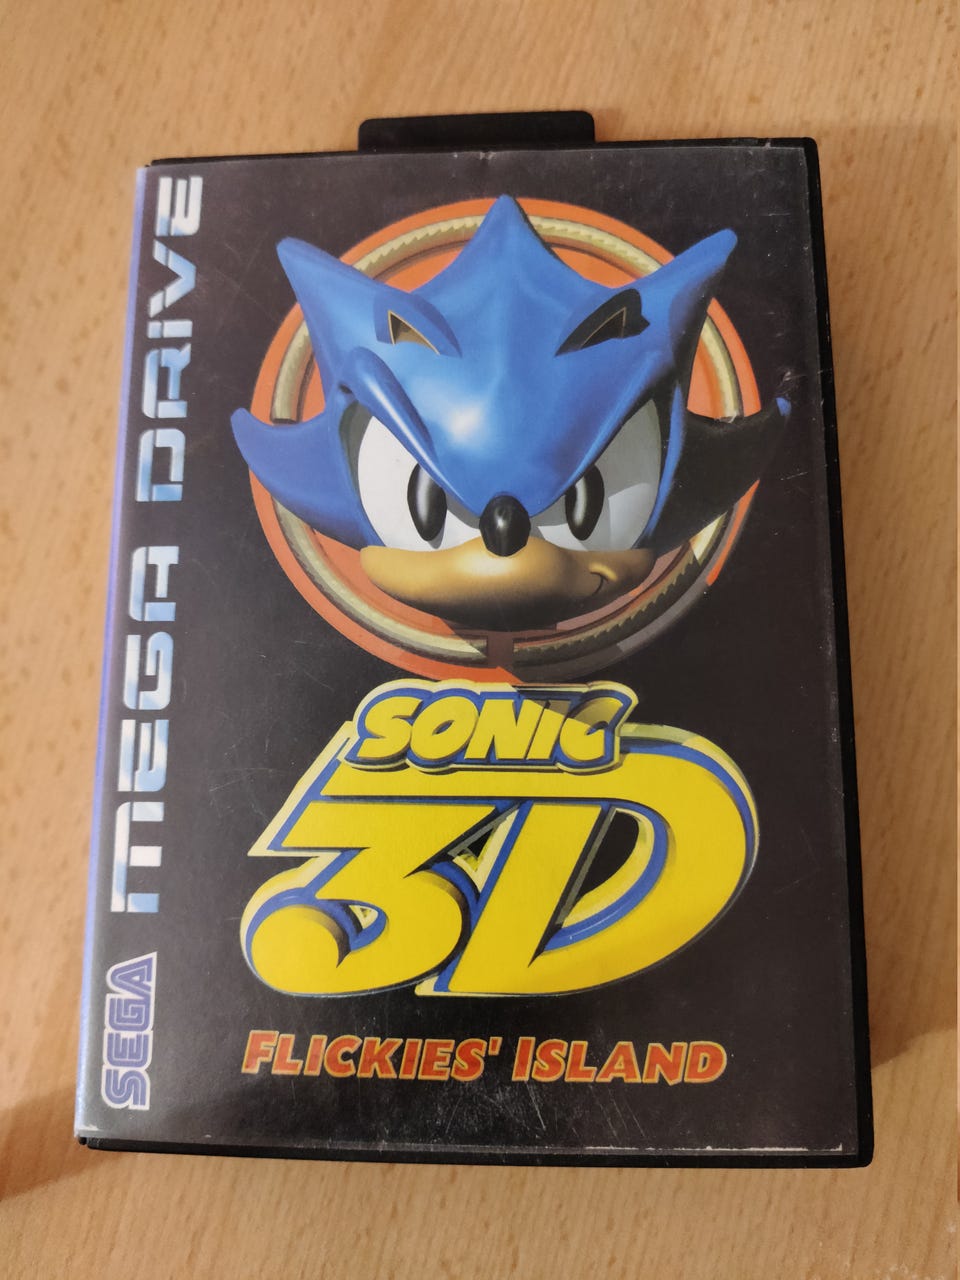 SEGA MEGA DRIVE
SONIC
3D
FLICKIES' ISLAND